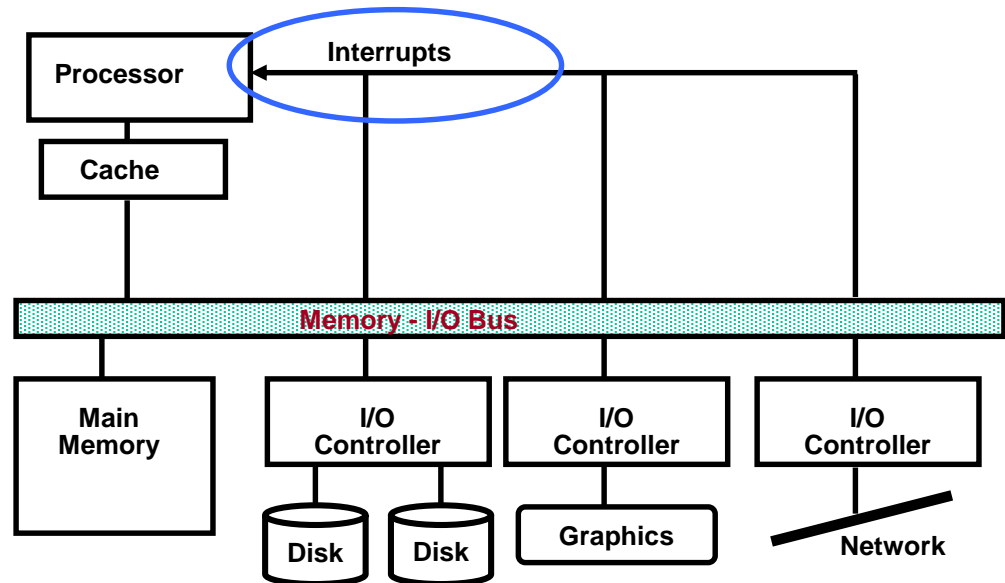 Interrupts
Processor
Cache
Memory - I/O Bus
Main
Memory
I/O
Controller
I/O
Controller
I/O
Controller
Disk
Disk
Graphics
Network